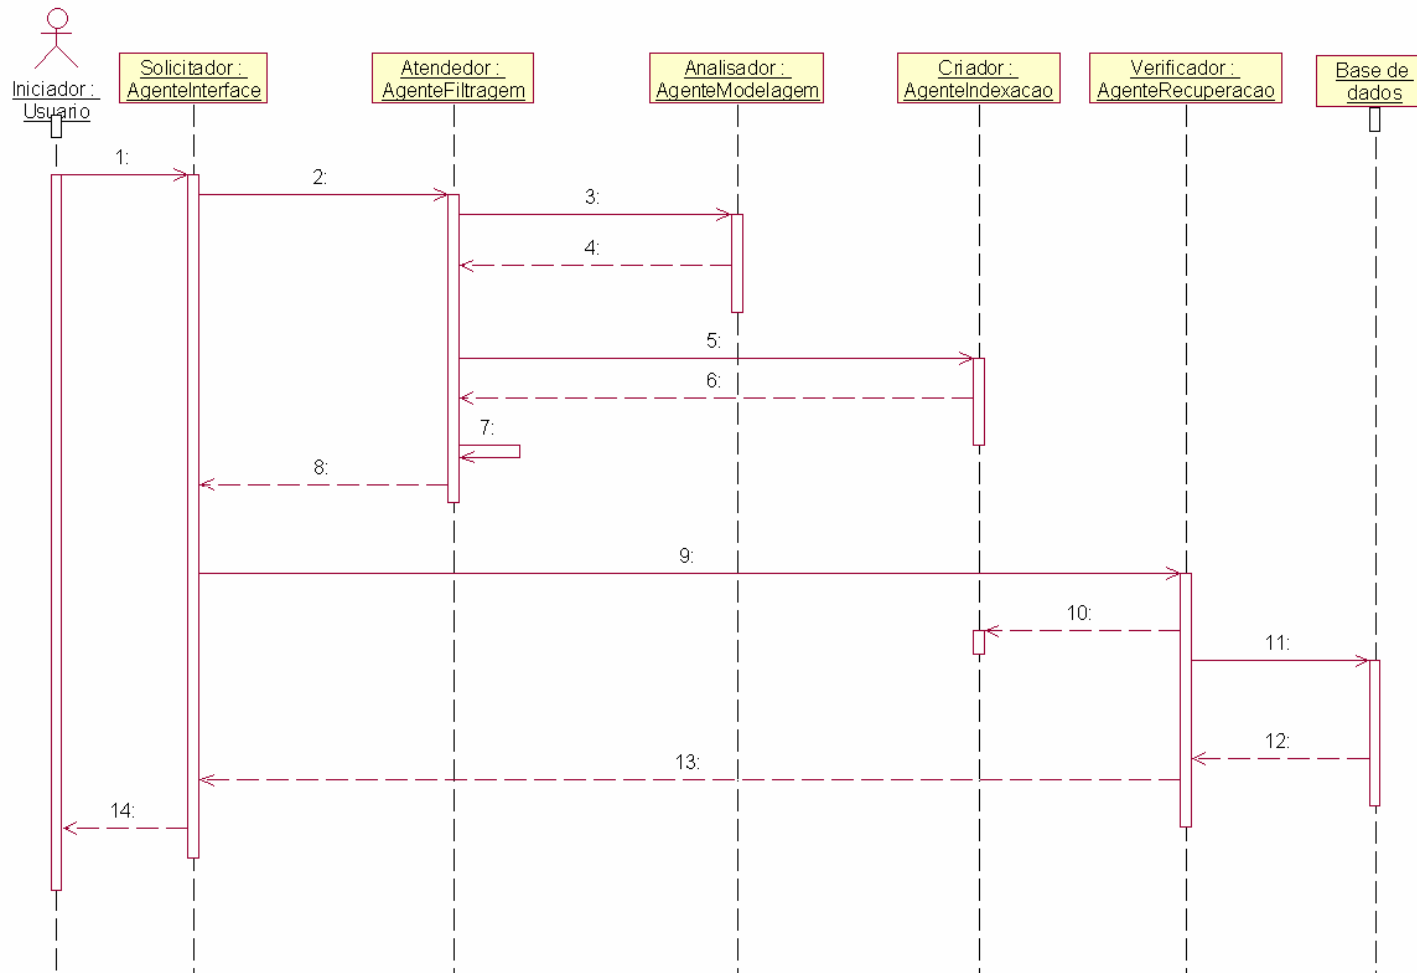 Iniciador :
Usuario
Solicitador :
AgenteInterface
Atendedor :
AgenteFiltragem
Analisador :
AgenteModelagem
Criador :
AgenteIndexacao
Verificador :
AgenteRecuperacao
Base de
dados
1:
2:
3:
4:
5:
6:
7:
8:
9:
10:
11:
12:
13:
14: